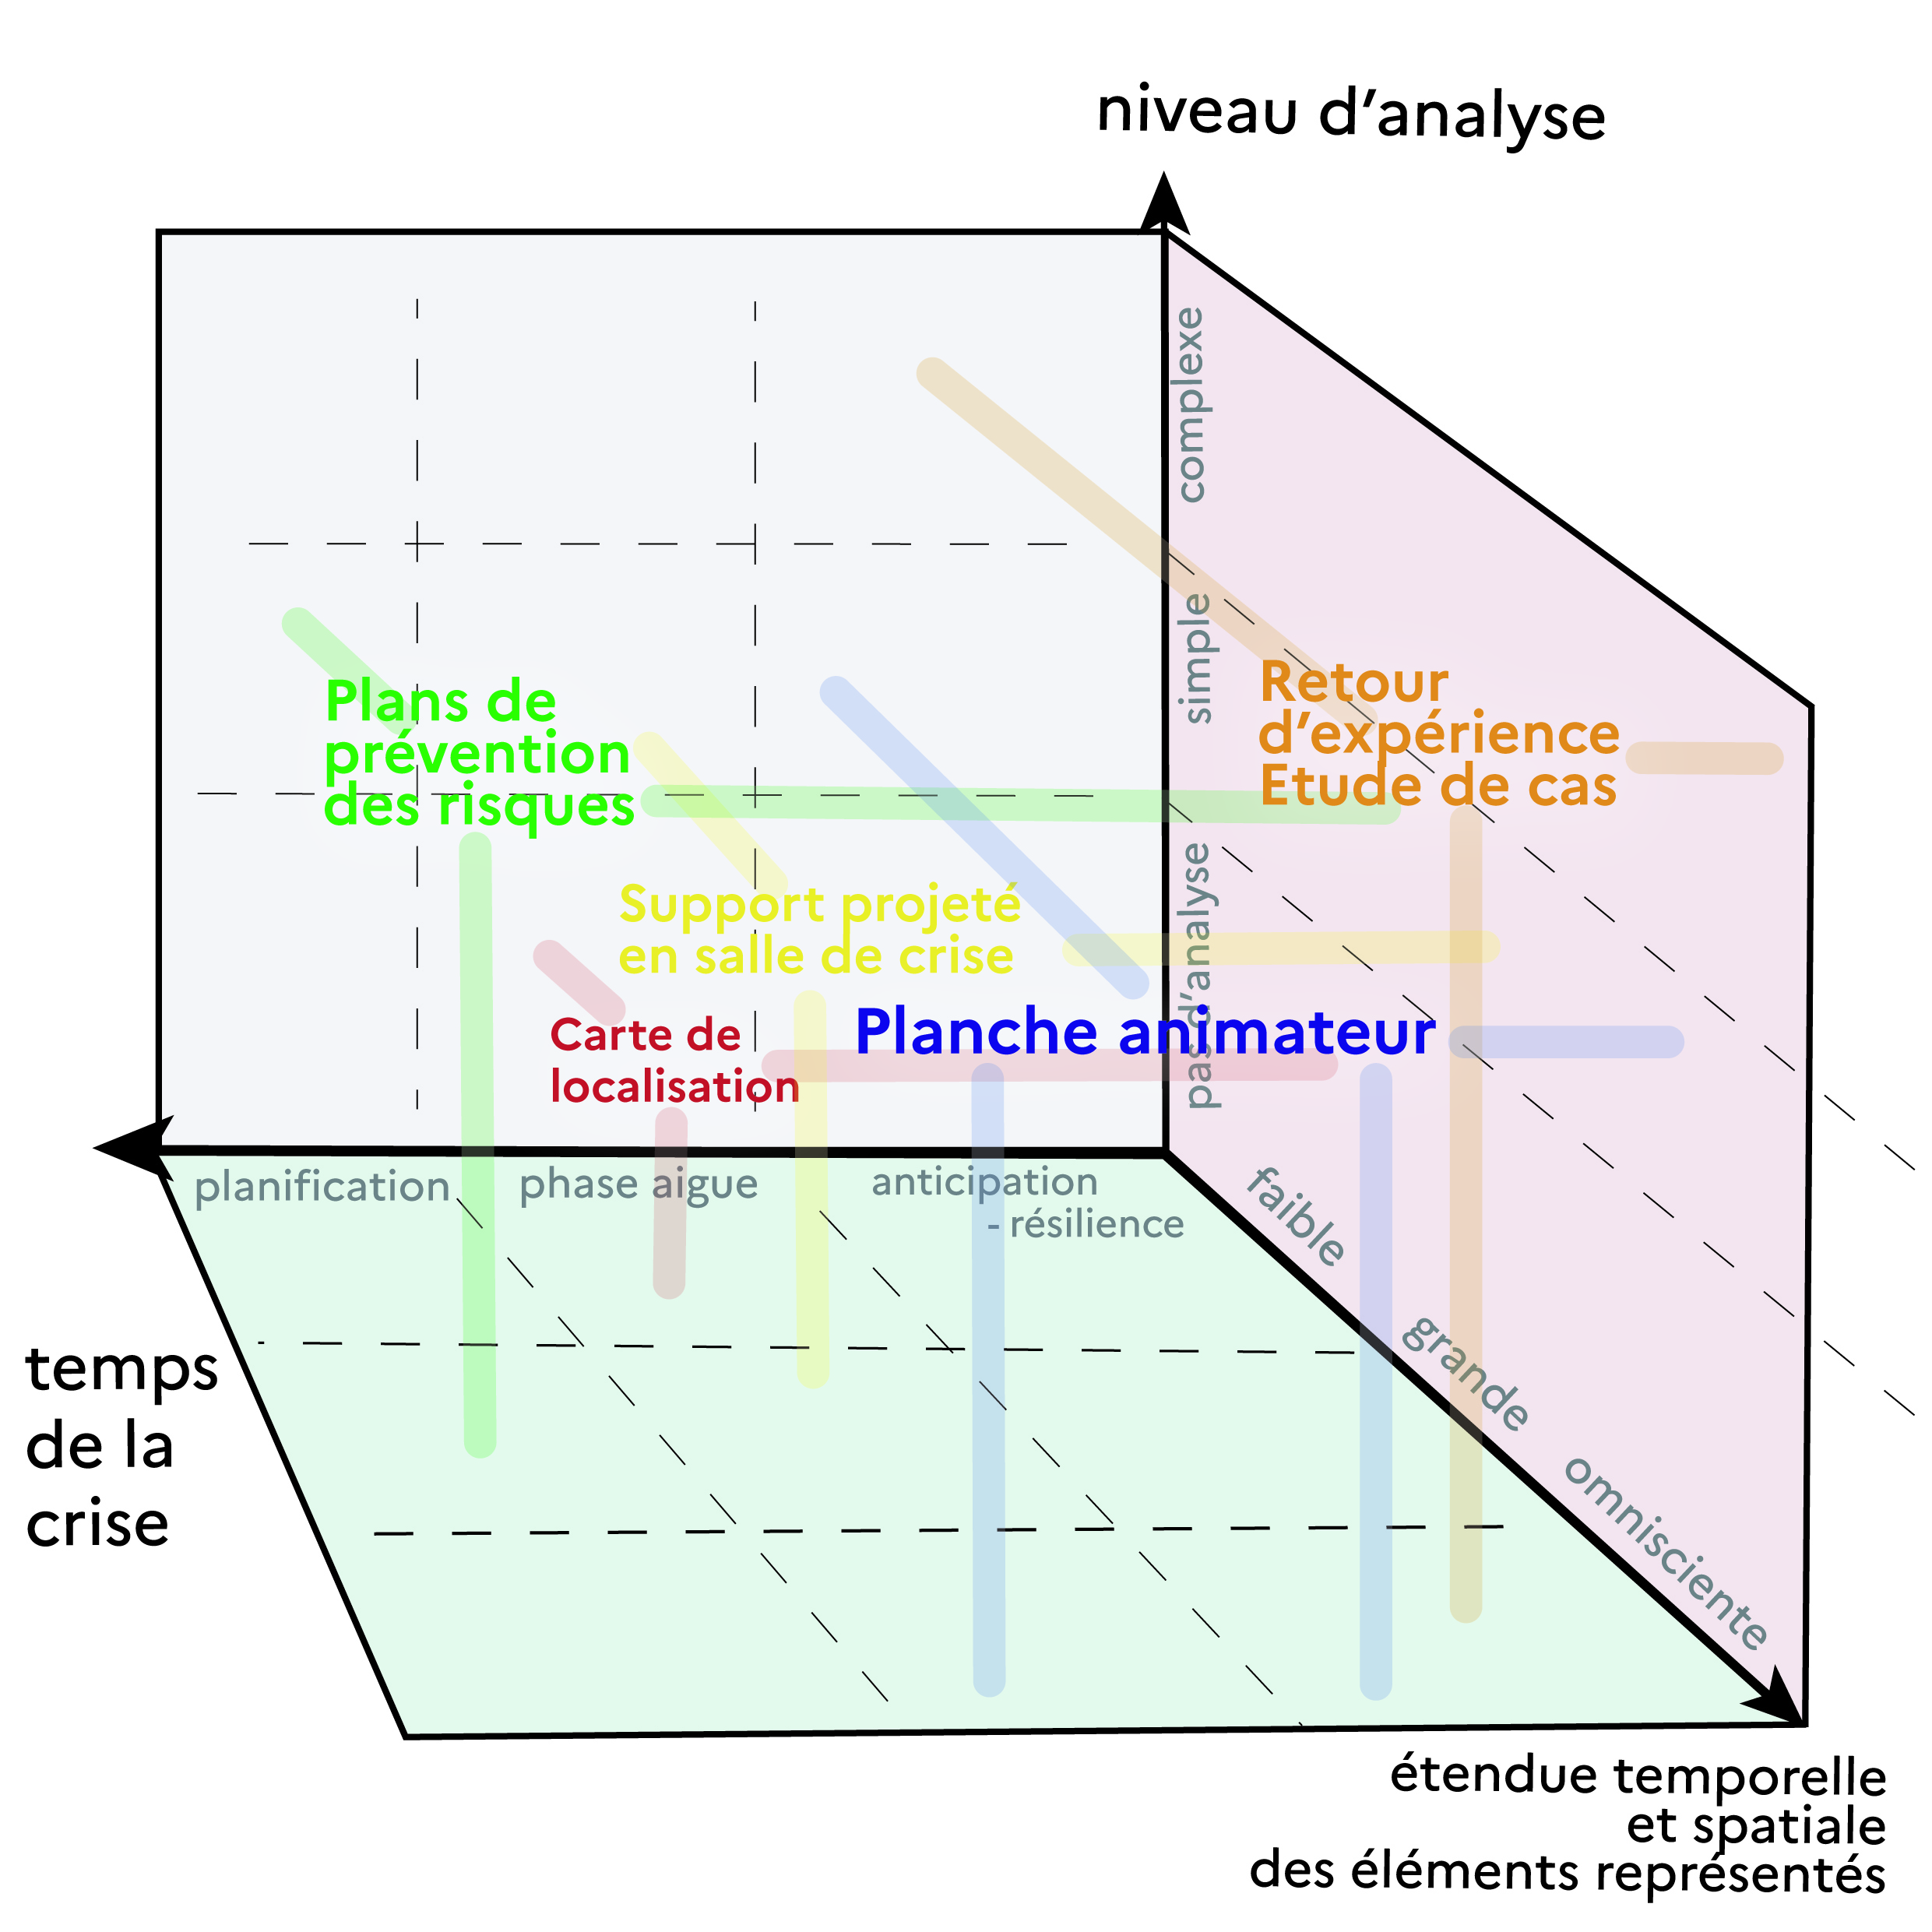 niveau d'analyse
complexe
simple
pas d'analyse
Plans de
prévention
des risques
Retour
d'expérience
Etude de cas
Support projeté
en salle de crise
Carte de
localisation
Planche animateur
planification
phase aigue
anticipation
- résilience
faible
grande
omnisciente
temps
de la
crise
étendue temporelle
et spatiale
des éléments représentés